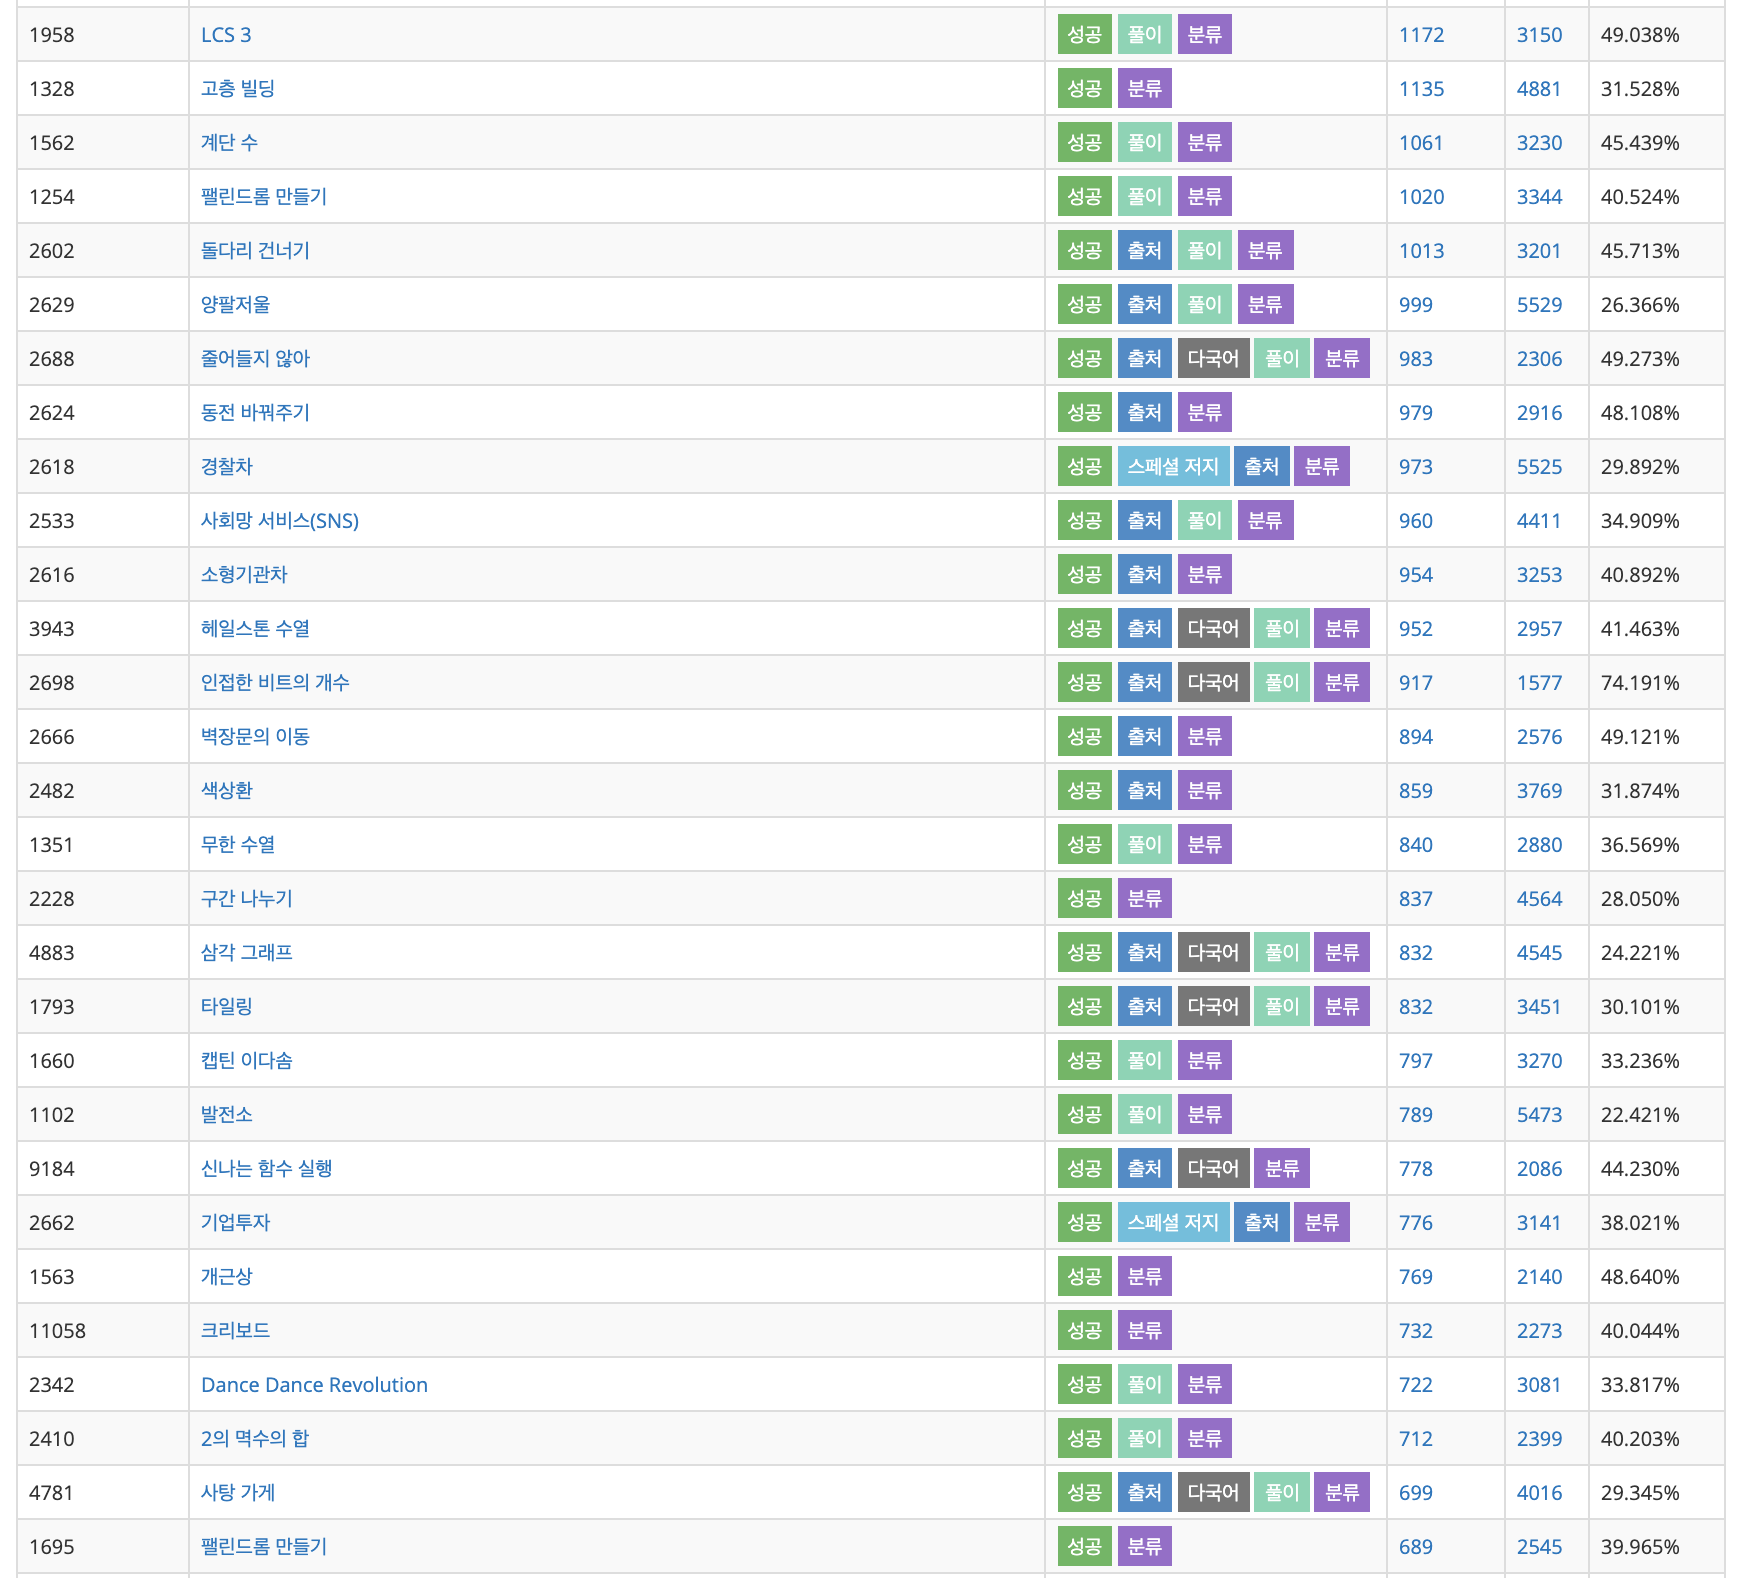 1958 LCS 3 성공 풀이 분류 1172 3150 49.038%
1328 고층 빌딩 성공 분류 1135 4881 31.528%
1562 계단 수 성공 풀이 분류 1061 3230 45.439%
1254 팰린드롬 만들기 성공 풀이 분류 1020 3344 40.524%
2602 돌다리 건너기 성공 출처 풀이 분류 1013 3201 45.713%
2629 양팔저울 성공 출처 풀이 분류 999 5529 26.366%
2688 줄어들지 않아 성공 출처 다국어 풀이 분류 983 2306 49.273%
2624 동전 바꿔주기 성공 출처 분류 979 2916 48.108%
2618 경찰차 성공 스페셜 저지 출처 분류 973 5525 29.892%
2533 사회망 서비스(SNS) 성공 출처 풀이 분류 960 4411 34.909%
2616 소형기관차 성공 출처 분류 954 3253 40.892%
3943 헤일스톤 수열 성공 출처 다국어 풀이 분류 952 2957 41.463%
2698 인접한 비트의 개수 성공 출처 다국어 풀이 분류 917 1577 74.191%
2666 벽장문의 이동 성공 출처 분류 894 2576 49.121%
2482 색상환 성공 출처 분류 859 3769 31.874%
1351 무한 수열 성공 풀이 분류 840 2880 36.569%
2228 구간 나누기 성공 분류 837 4564 28.050%
4883 삼각 그래프 성공 출처 다국어 풀이 분류 832 4545 24.221%
1793 타일링 성공 출처 다국어 풀이 분류 832 3451 30.101%
1660 캡틴 이다솜 성공 풀이 분류 797 3270 33.236%
1102 발전소 성공 풀이 분류 789 5473 22.421%
9184 신나는 함수 실행 성공 출처 다국어 분류 778 2086 44.230%
2662 기업투자 성공 스페셜 저지 출처 분류 776 3141 38.021%
1563 개근상 성공 분류 769 2140 48.640%
11058 크리보드 성공 분류 732 2273 40.044%
2342 Dance Dance Revolution 성공 풀이 분류 722 3081 33.817%
2410 2의 멱수의 합 성공 풀이 분류 712 2399 40.203%
4781 사탕 가게 성공 출처 다국어 풀이 분류 699 4016 29.345%
1695 팰린드롬 만들기 성공 분류 689 2545 39.965%